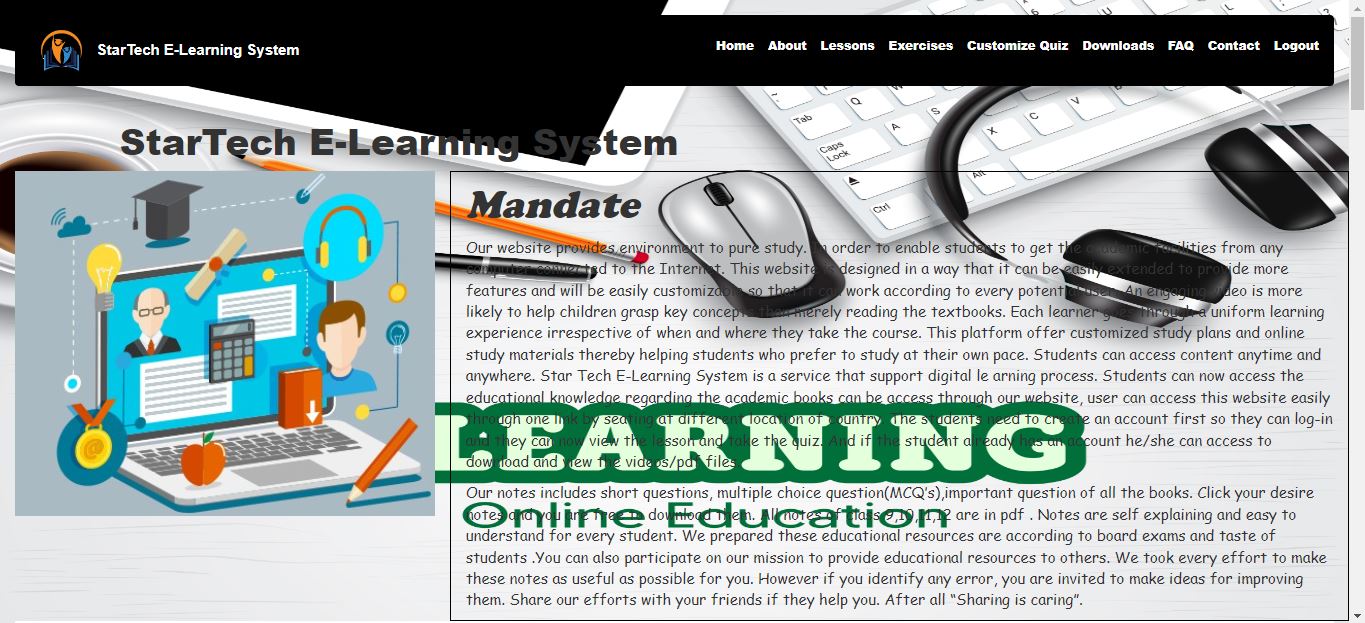 StarTech E-Learning System
Home About Lessons Exercises Customize Quiz Downloads FAQ Contact Logout
StarTech E-Learning System
Mandate
Our website provides environment to pure study. In order to enable students to get the academic facilities from any
computer connected to the Internet. This website is designed in a way that it can be easily extended to provide more
features and will be easily customizable so that it can work according to every potential user. An engaging video is more
likely to help children grasp key concepts than merely reading the textbooks. Each learner goes through a uniform learning
experience irrespective of when and where they take the course. This platform offer customized study plans and online
study materials thereby helping students who prefer to study at their own pace. Students can access content anytime and
anywhere. Star Tech E-Learning System is a service that support digital le arning process. Students can now access the
educational knowledge regarding the academic books can be access through our website, user can access this website easily
through one link by seating at different location of country. The students need to create an account first so they can log-in
and they can now view the lesson and take the quiz. And if the student already has an account he/she can access to
download and view the videos/pdf files.
LEARNING
Our notes includes short questions, multiple choice question(MCQ's),important question of all the books. Click your desire
notes and you are free to download them. All notes of class 9,10,11,12 are in pdf . Notes are self explaining and easy to
Online Education
understand for every student. We prepared these educational resources are according to board exams and taste of
students .You can also participate on our mission to provide educational resources to others. We took every effort to make
these notes as useful as possible for you. However if you identify any error, you are invited to make ideas for improving
them. Share our efforts with your friends if they help you. After all “Sharing is caring”.
Tab
Q
W
Caps
Lock
A
S
X
C
V
Alt
Ctrl